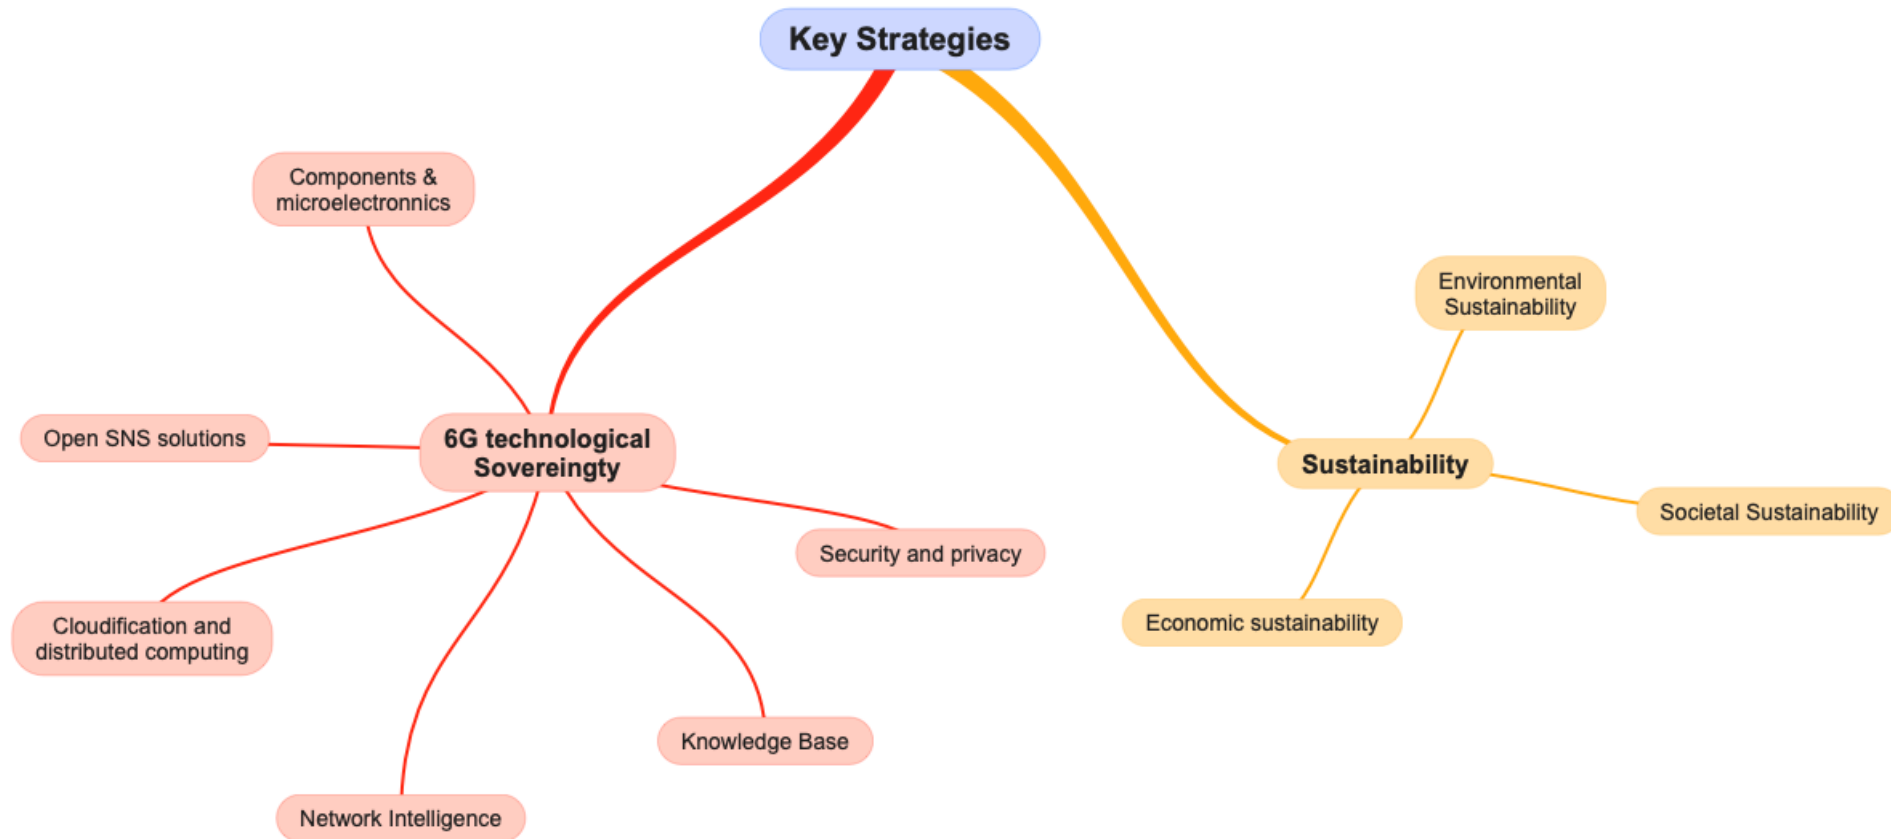 Key Strategies
Components &
microelectronnics
Open SNS solutions
6G technological
Sovereingty
Cloudification and
distributed computing
Network Intelligence
Knowledge Base
Security and privacy
Environmental
Sustainability
Sustainability
Societal Sustainability
Economic sustainability